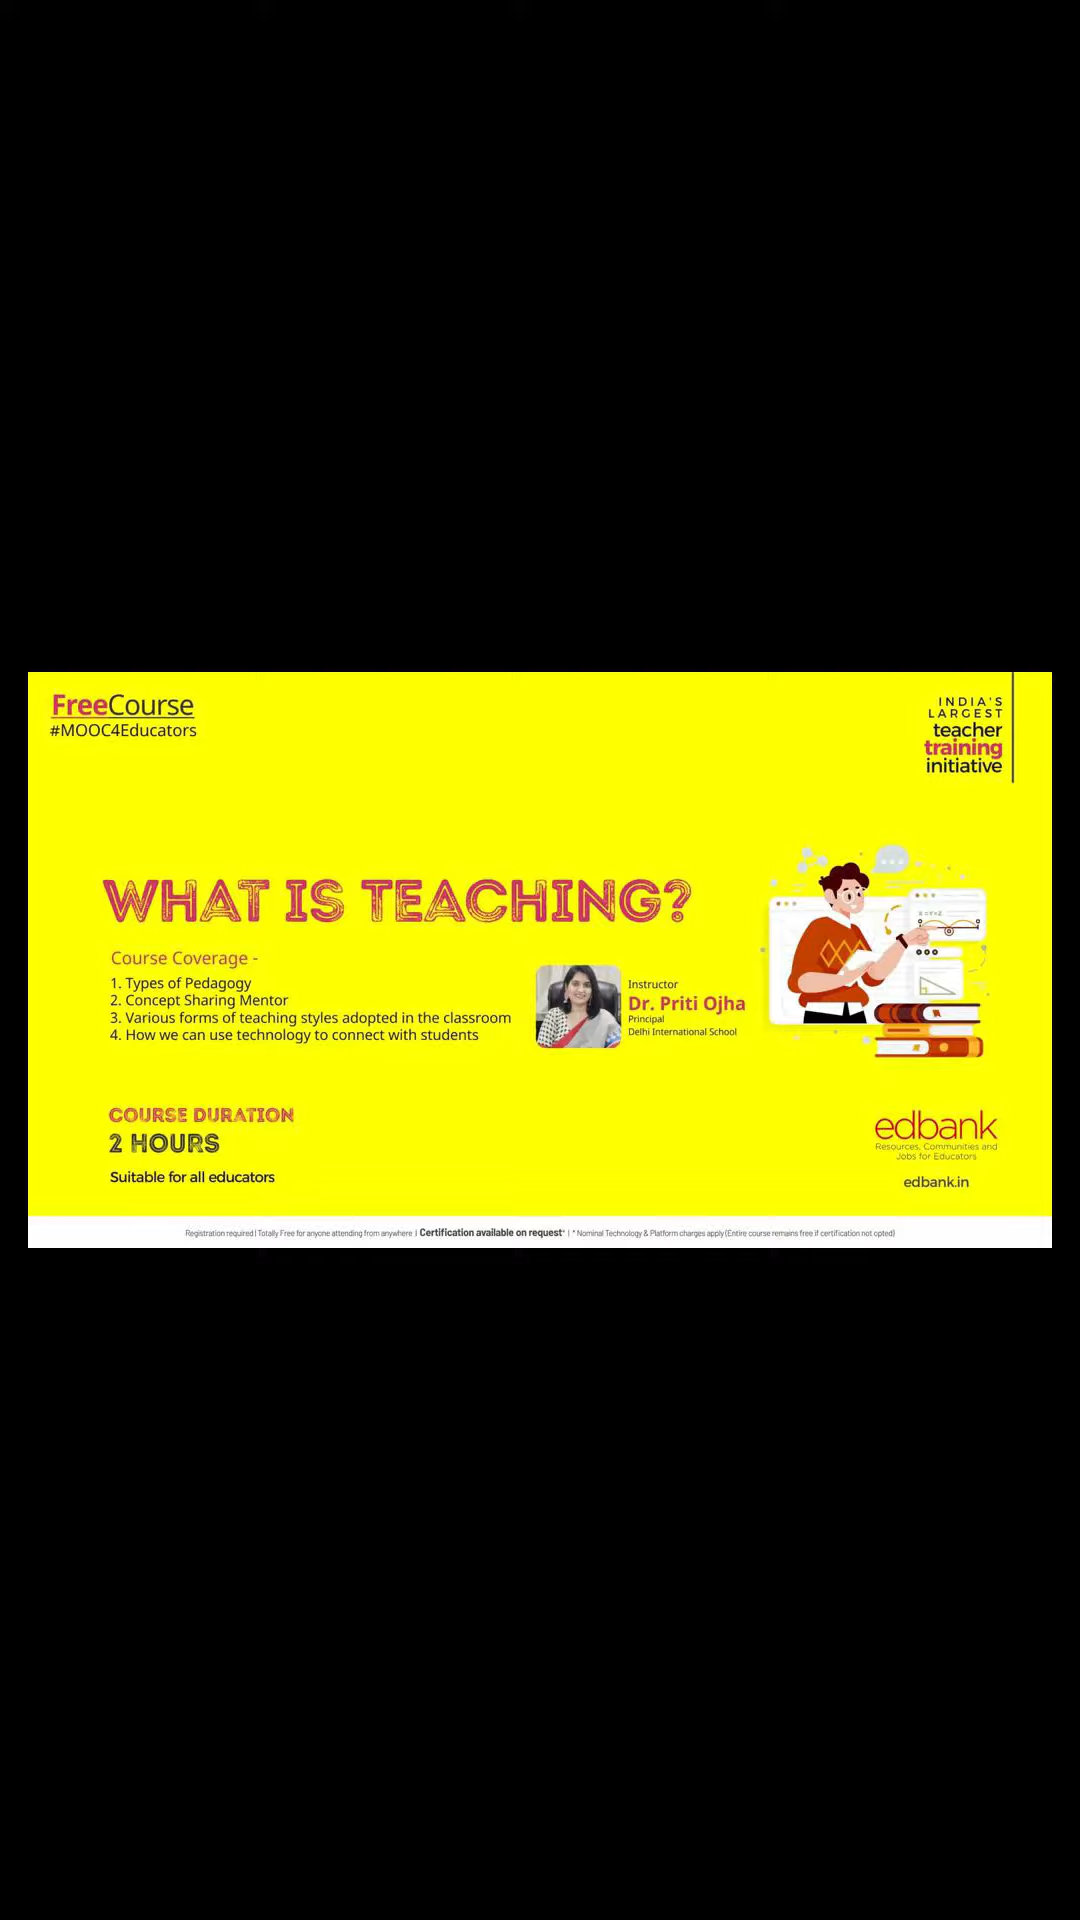 FreeCourse
#MOOC4Educators
INDIA'S
LARGEST
teacher
training
initiative
WHAT IS TEACHING?
Course Coverage -
1. Types of Pedagogy
2. Concept Sharing Mentor
3. Various forms of teaching styles adopted in the classroom
4. How we can use technology to connect with students
Instructor
Dr. Priti Ojha
Principal
Delhi International School
COURSE DURATION
2 HOURS
Suitable for all educators
edbank
Resources, Communities and
Jobs for Educators
edbank.in
Registration required | Totally Free for anyone attending from anywhere | Certification available on request* | * Nominal Technology & Platform charges apply (Entire course remains free if certification not opted)